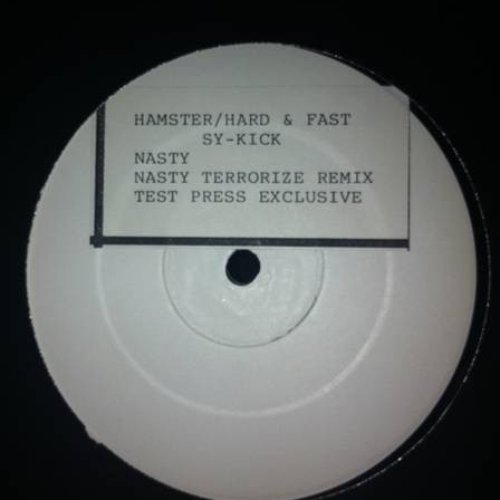 HAMSTER/HARD & FAST
SY-KICK
NASTY
NASTY TERRORIZE REMIX
TEST PRESS EXCLUSIVE